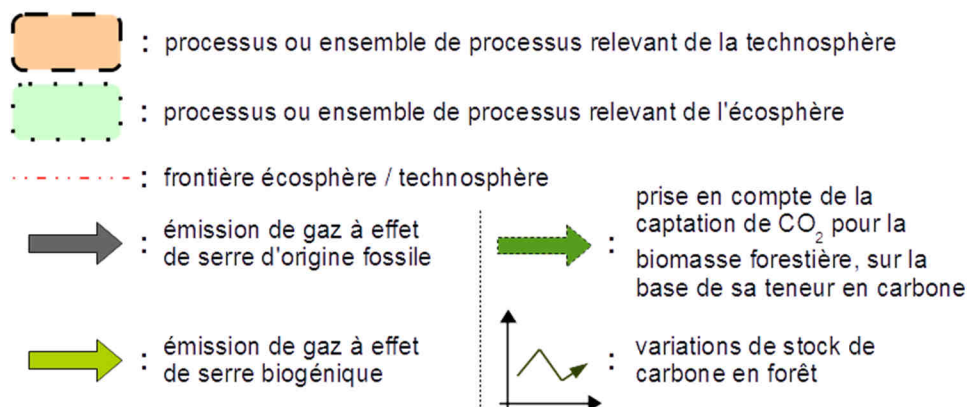 : processus ou ensemble de processus relevant de la technosphère
: processus ou ensemble de processus relevant de l'écosphère
: frontière écosphère / technosphère
: émission de gaz à effet
de serre d'origine fossile
: prise en compte de la
captation de CO₂ pour la
biomasse forestière, sur la
base de sa teneur en carbone
: émission de gaz à effet
de serre biogénique
: variations de stock de
carbone en forêt